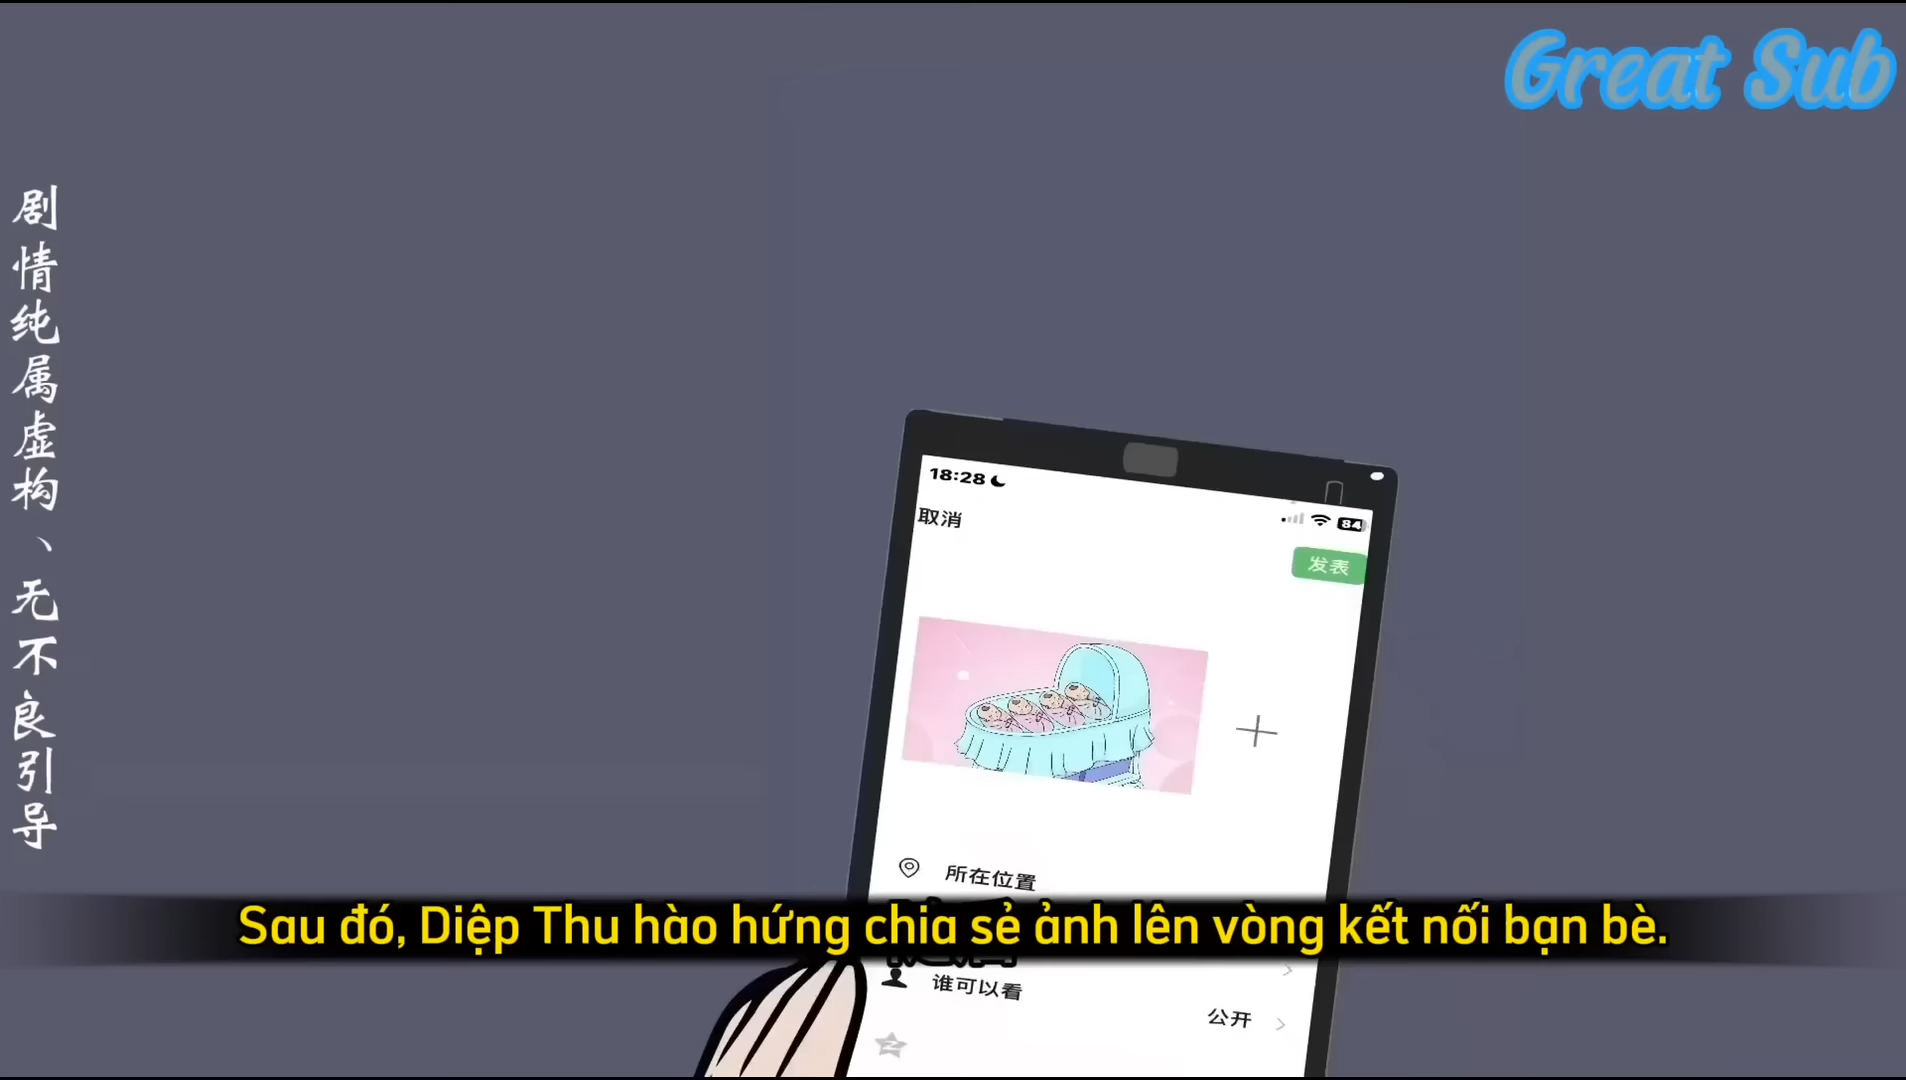 Great Sub
剧情纯属虚构、无不良引导
18:28
84
取消
发表
所在位置
Sau đó, Diệp Thu hào hứng chia sẻ ảnh lên vòng kết nối bạn bè.
谁可以看
公开